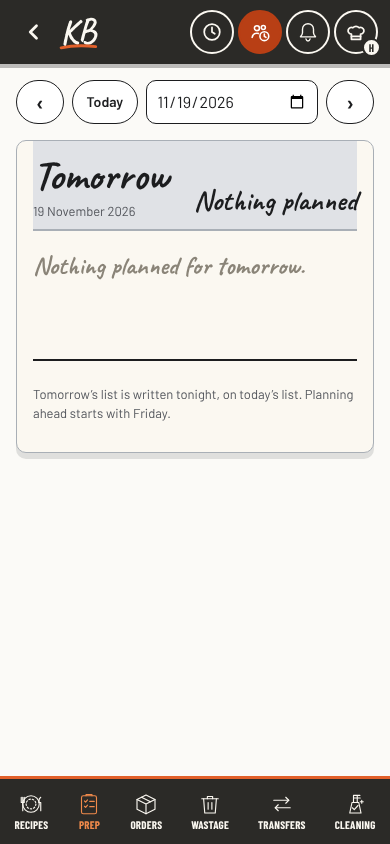 KB
H
‹
Today
11/19/2026
›
Tomorrow
19 November 2026
Nothing planned
Nothing planned for tomorrow.
Tomorrow's list is written tonight, on today's list. Planning
ahead starts with Friday.
RECIPES
PREP
ORDERS
WASTAGE
TRANSFERS
CLEANING